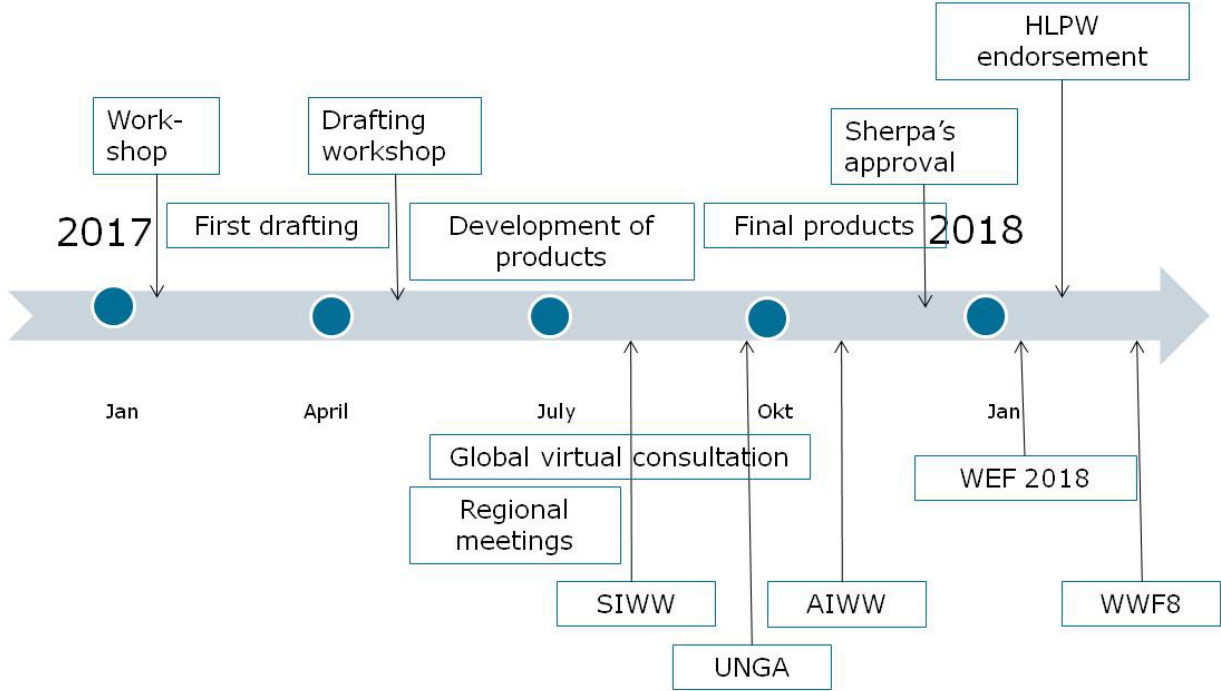 HLPW
endorsement
Work-
shop
Drafting
workshop
Sherpa's
approval
2017
First drafting
Development of
products
Final products
2018
Jan
April
July
Okt
Jan
Global virtual consultation
WEF 2018
Regional
meetings
SIWW
AIWW
WWF8
UNGA